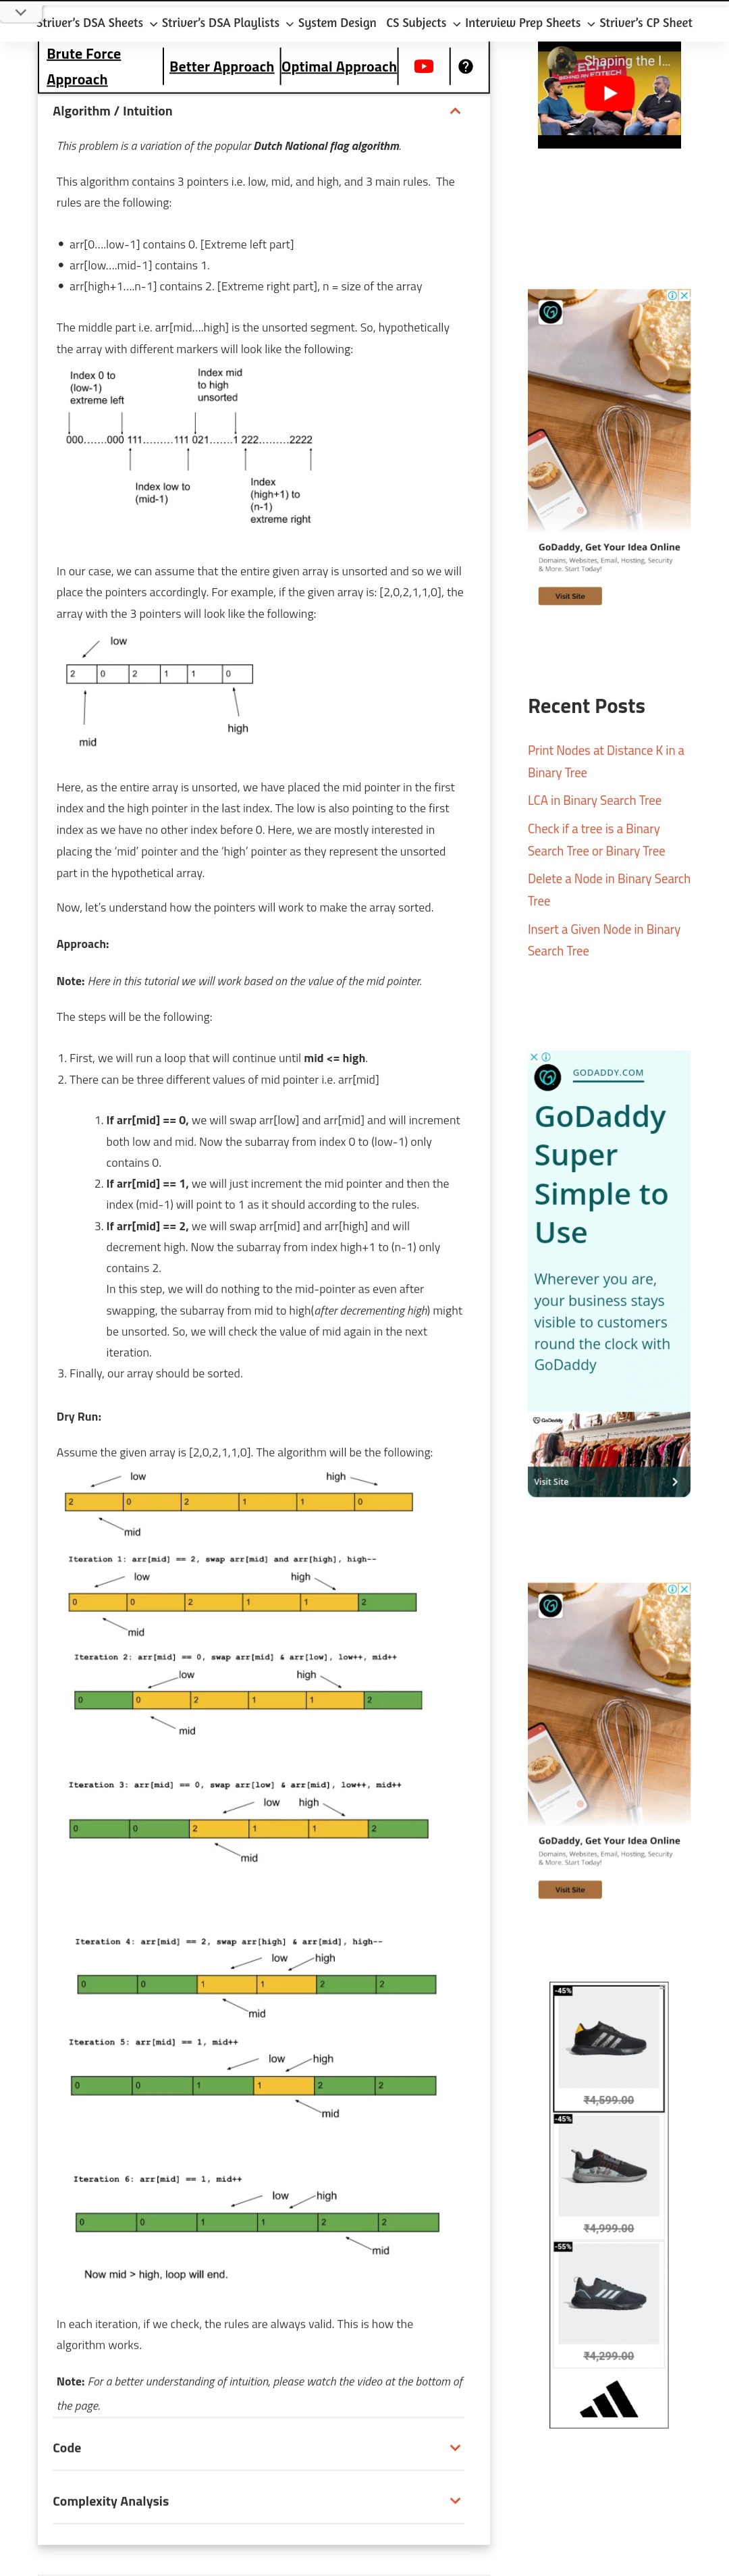 Striver's DSA Sheets Striver's DSA Playlists System Design CS Subjects Interview Prep Sheets Striver's CP Sheet
Brute Force
Approach
Better Approach
Optimal Approach
?
Algorithm / Intuition
This problem is a variation of the popular Dutch National flag algorithm.
This algorithm contains 3 pointers i.e. low, mid, and high, and 3 main rules. The
rules are the following:
• arr[0….low-1] contains 0. [Extreme left part]
• arr[low….mid-1] contains 1.
• arr[high+1….n-1] contains 2. [Extreme right part], n = size of the array
The middle part i.e. arr[mid….high] is the unsorted segment. So, hypothetically
the array with different markers will look like the following:
Index 0 to
(low-1)
extreme left
Index mid
to high
unsorted
000.......000 111.........111 021......1 222..........2222
Index low to
(mid-1)
Index
(high+1) to
(n-1)
extreme right
In our case, we can assume that the entire given array is unsorted and so we will
place the pointers accordingly. For example, if the given array is: [2,0,2,1,1,0], the
array with the 3 pointers will look like the following:
low
2 0 2 1 1 0
high
mid
Here, as the entire array is unsorted, we have placed the mid pointer in the first
index and the high pointer in the last index. The low is also pointing to the first
index as we have no other index before 0. Here, we are mostly interested in
placing the 'mid' pointer and the 'high' pointer as they represent the unsorted
part in the hypothetical array.
Now, let's understand how the pointers will work to make the array sorted.
Approach:
Note: Here in this tutorial we will work based on the value of the mid pointer.
The steps will be the following:
1. First, we will run a loop that will continue until mid <= high.
2. There can be three different values of mid pointer i.e. arr[mid]
1. If arr[mid] == 0, we will swap arr[low] and arr[mid] and will increment
both low and mid. Now the subarray from index 0 to (low-1) only
contains 0.
2. If arr[mid] == 1, we will just increment the mid pointer and then the
index (mid-1) will point to 1 as it should according to the rules.
3. If arr[mid] == 2, we will swap arr[mid] and arr[high] and will
decrement high. Now the subarray from index high+1 to (n-1) only
contains 2.
In this step, we will do nothing to the mid-pointer as even after
swapping, the subarray from mid to high(after decrementing high) might
be unsorted. So, we will check the value of mid again in the next
iteration.
3. Finally, our array should be sorted.
Dry Run:
Assume the given array is [2,0,2,1,1,0]. The algorithm will be the following:
low high
2 0 2 1 1 0
mid
Iteration 1: arr[mid] == 2, swap arr[mid] and arr[high], high--
low high
0 0 2 1 1 2
mid
Iteration 2: arr[mid] == 0, swap arr[mid] & arr[low], low++, mid++
low high
0 0 2 1 1 2
mid
Iteration 3: arr[mid] == 0, swap arr[low] & arr[mid], low++, mid++
low high
0 0 2 1 1 2
mid
Iteration 4: arr[mid] == 2, swap arr[high] & arr[mid], high--
low high
0 0 1 1 2 2
mid
Iteration 5: arr[mid] == 1, mid++
low high
0 0 1 1 2 2
mid
Iteration 6: arr[mid] == 1, mid++
low high
0 0 1 1 2 2
mid
Now mid > high, loop will end.
In each iteration, if we check, the rules are always valid. This is how the
algorithm works.
Note: For a better understanding of intuition, please watch the video at the bottom of
the page.
Code
Complexity Analysis
Shaping the I...
GoDaddy, Get Your Idea Online
Domains, Websites, Email, Hosting, Security
& More. Start Today!
Visit Site
Recent Posts
Print Nodes at Distance K in a
Binary Tree
LCA in Binary Search Tree
Check if a tree is a Binary
Search Tree or Binary Tree
Delete a Node in Binary Search
Tree
Insert a Given Node in Binary
Search Tree
GODADDY.COM
GoDaddy
Super
Simple to
Use
Wherever you are,
your business stays
visible to customers
round the clock with
GoDaddy
GoDaddy
Visit Site
GoDaddy, Get Your Idea Online
Domains, Websites, Email, Hosting, Security
& More. Start Today!
Visit Site
-45%
₹4,599.00
-45%
₹4,999.00
-55%
₹4,299.00